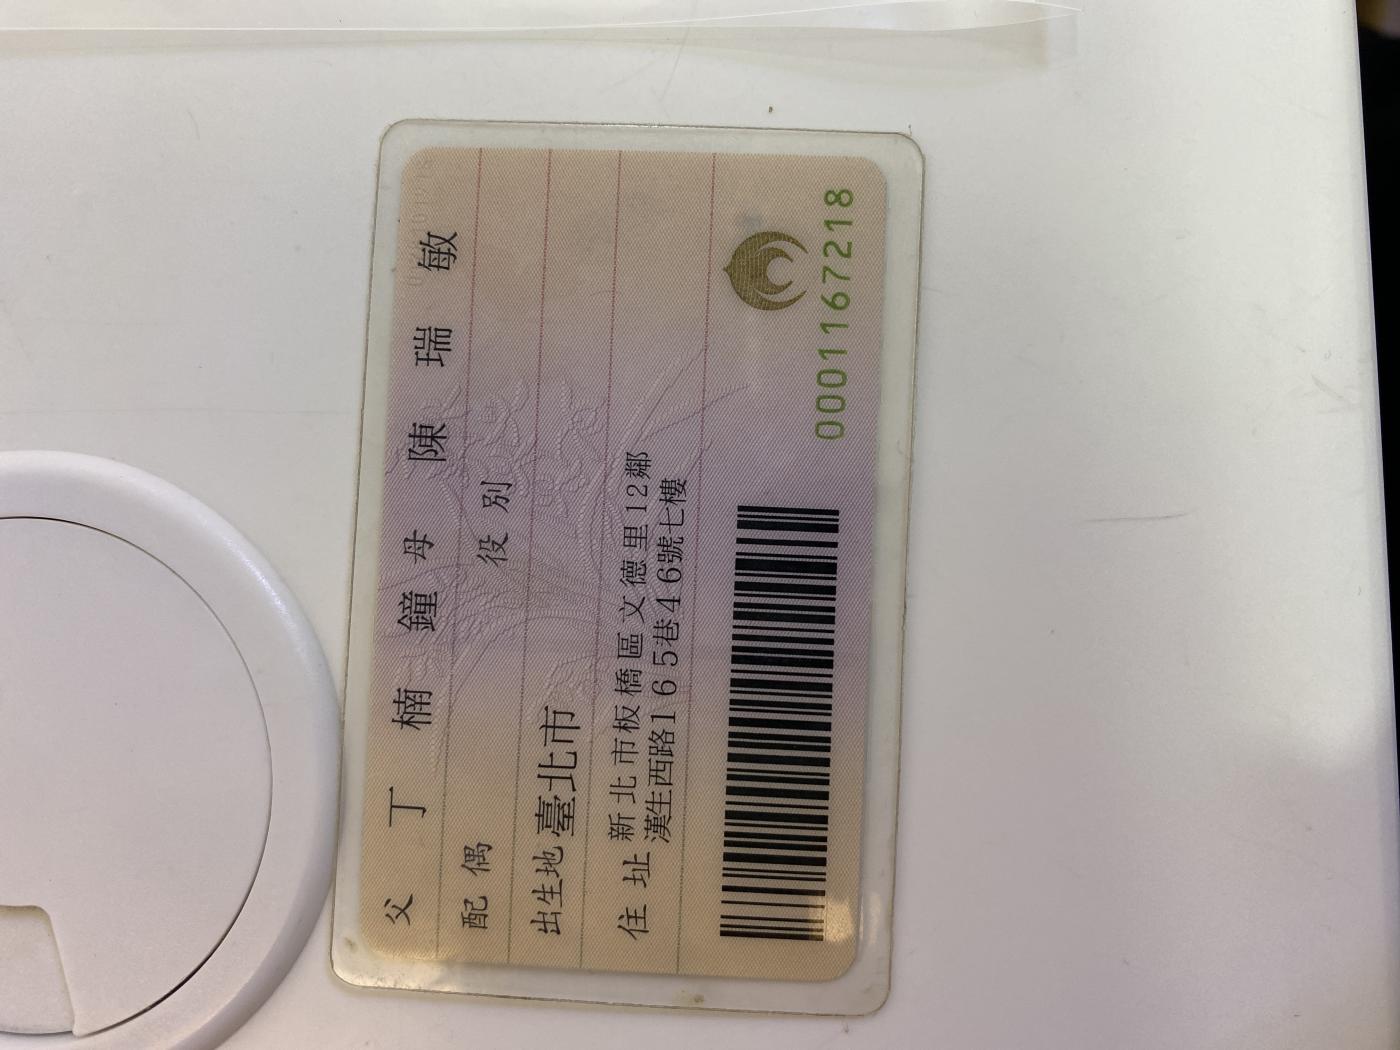 父 丁 楠 鐘 母 陳 瑞 敏
配 偶 役 別
出生地 臺北市
住 址 新北市板橋區文德里12鄰
漢生西路165巷46號七樓
0001167218